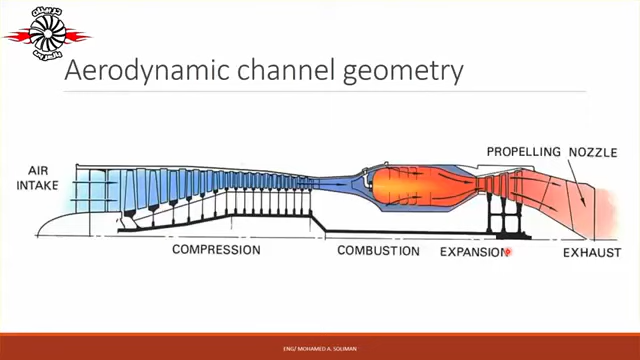 Aerodynamic channel geometry
PROPELLING NOZZLE
AIR
INTAKE
COMPRESSION
COMBUSTION
EXPANSION
EXHAUST
ENG/ MOHAMED A. SOLIMAN